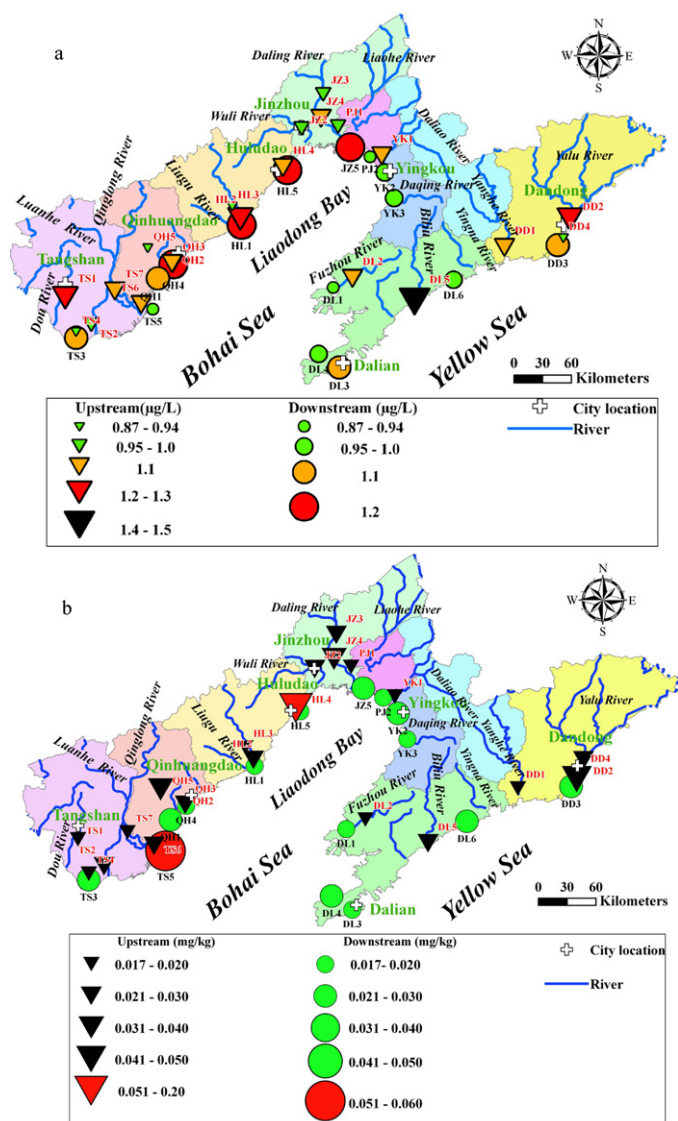 a
N
W E
S
Daling River
Liaohe River
JZ3
Jinzhou
JZ4
Wuli River
JZ2
PJ1
Daliao River
YK1
Huludao
HL4
JZ5
PJ2
Yingkou
Yalu River
HL5
YK2
Qinglong River
Liugu River
Daqing River
Yanghe River
Dandong
YK3
HL2
HL3
DD2
Luanhe River
Liaodong Bay
Qinhuangdao
HL1
Bihu River
Yingna River
DD1
DD4
QH5
QH3
QH2
DD3
Fuzhou River
Tangshan
TS7
DL2
DL5
TS1
TS6
QH1
QH4
DL1
DL6
Dou River
TS5
Bohai Sea
Yellow Sea
TS2
TS3
DL4
Dalian
DL3
0 30 60
Kilometers
Upstream(μg/L)
Downstream(μg/L)
City location
0.87 - 0.94
0.87 - 0.94
River
0.95 - 1.0
0.95 - 1.0
1.1
1.1
1.2 - 1.3
1.2
1.4 - 1.5
b
N
W E
S
Daling River
Liaohe River
JZ3
Jinzhou
JZ4
Wuli River
PJ1
Daliao River
Huludao
YK1
HL4
JZ5
PJ2
Yingkou
Yalu River
HL5
YK2
Qinglong River
Liugu River
Daqing River
Yanghe River
Dandong
YK3
HL3
DD4
Luanhe River
Liaodong Bay
DD2
Qinhuangdao
HL1
Bihu River
Yingna River
DD1
QH5
QH3
DD3
QH2
Fuzhou River
Tangshan
QH4
DL2
DL5
TS1
TS7
DL1
DL6
Dou River
QH1
TS2
TS6
TS5
Bohai Sea
Yellow Sea
TS3
DL4
Dalian
DL3
0 30 60
Kilometers
Upstream (mg/kg)
Downstream (mg/kg)
City location
0.017 - 0.020
0.017 - 0.020
River
0.021 - 0.030
0.021 - 0.030
0.031 - 0.040
0.031 - 0.040
0.041 - 0.050
0.041 - 0.050
0.051 - 0.20
0.051 - 0.060